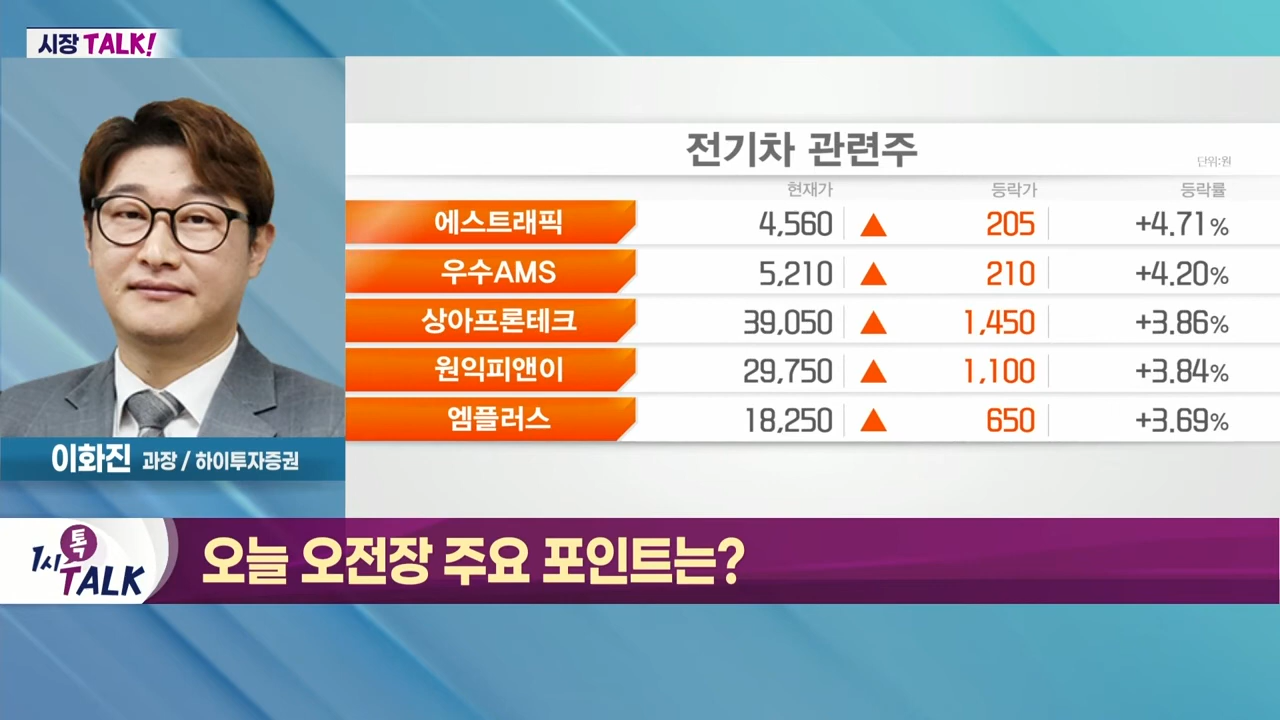 시장 TALK!
전기차 관련주
단위:원
현재가 등락가 등락률
에스트래픽 4,560 ▲ 205 +4.71%
우수AMS 5,210 ▲ 210 +4.20%
상아프론테크 39,050 ▲ 1,450 +3.86%
원익피앤이 29,750 ▲ 1,100 +3.84%
엠플러스 18,250 ▲ 650 +3.69%
이화진 과장 / 하이투자증권
1시 톡 TALK
오늘 오전장 주요 포인트는?